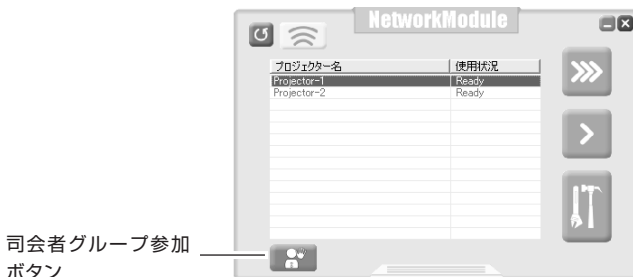 NetworkModule
プロジェクター名 使用状況
Projector-1 Ready
Projector-2 Ready
司会者グループ参加
ボタン